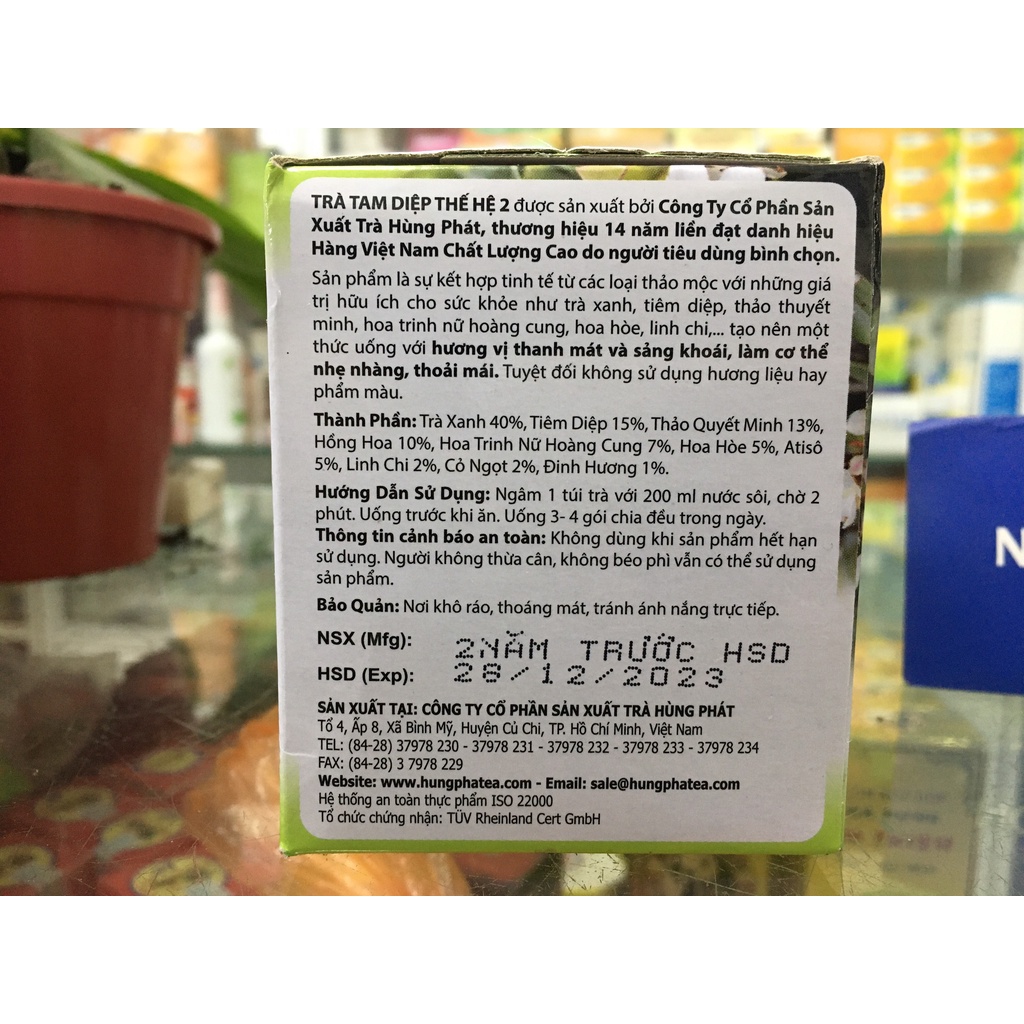 TRÀ TAM DIỆP THẾ HỆ 2 được sản xuất bởi Công Ty Cổ Phần Sản
Xuất Trà Hùng Phát, thương hiệu 14 năm liền đạt danh hiệu
Hàng Việt Nam Chất Lượng Cao do người tiêu dùng bình chọn.
Sản phẩm là sự kết hợp tinh tế từ các loại thảo mộc với những giá
trị hữu ích cho sức khỏe như trà xanh, tiêm diệp, thảo thuyết
minh, hoa trinh nữ hoàng cung, hoa hòe, linh chi,... tạo nên một
thức uống với hương vị thanh mát và sảng khoái, làm cơ thể
nhẹ nhàng, thoải mái. Tuyệt đối không sử dụng hương liệu hay
phẩm màu.
Thành Phần: Trà Xanh 40%, Tiêm Diệp 15%, Thảo Quyết Minh 13%,
Hồng Hoa 10%, Hoa Trinh Nữ Hoàng Cung 7%, Hoa Hòe 5%, Atisô
5%, Linh Chi 2%, Cỏ Ngọt 2%, Đinh Hương 1%.
Hướng Dẫn Sử Dụng: Ngâm 1 túi trà với 200 ml nước sôi, chờ 2
phút. Uống trước khi ăn. Uống 3- 4 gói chia đều trong ngày.
Thông tin cảnh báo an toàn: Không dùng khi sản phẩm hết hạn
sử dụng. Người không thừa cân, không béo phì vẫn có thể sử dụng
sản phẩm.
Bảo Quản: Nơi khô ráo, thoáng mát, tránh ánh nắng trực tiếp.
NSX (Mfg): 2NĂM TRƯỚC HSD
HSD (Exp): 28/12/2023
SẢN XUẤT TẠI: CÔNG TY CỔ PHẦN SẢN XUẤT TRÀ HÙNG PHÁT
Tổ 4, Ấp 8, Xã Bình Mỹ, Huyện Củ Chi, TP. Hồ Chí Minh, Việt Nam
TEL: (84-28) 37978 230 - 37978 231 - 37978 232 - 37978 233 - 37978 234
FAX: (84-28) 3 7978 229
Website: www.hungphatea.com - Email: sale@hungphatea.com
Hệ thống an toàn thực phẩm ISO 22000
Tổ chức chứng nhận: TÜV Rheinland Cert GmbH
N